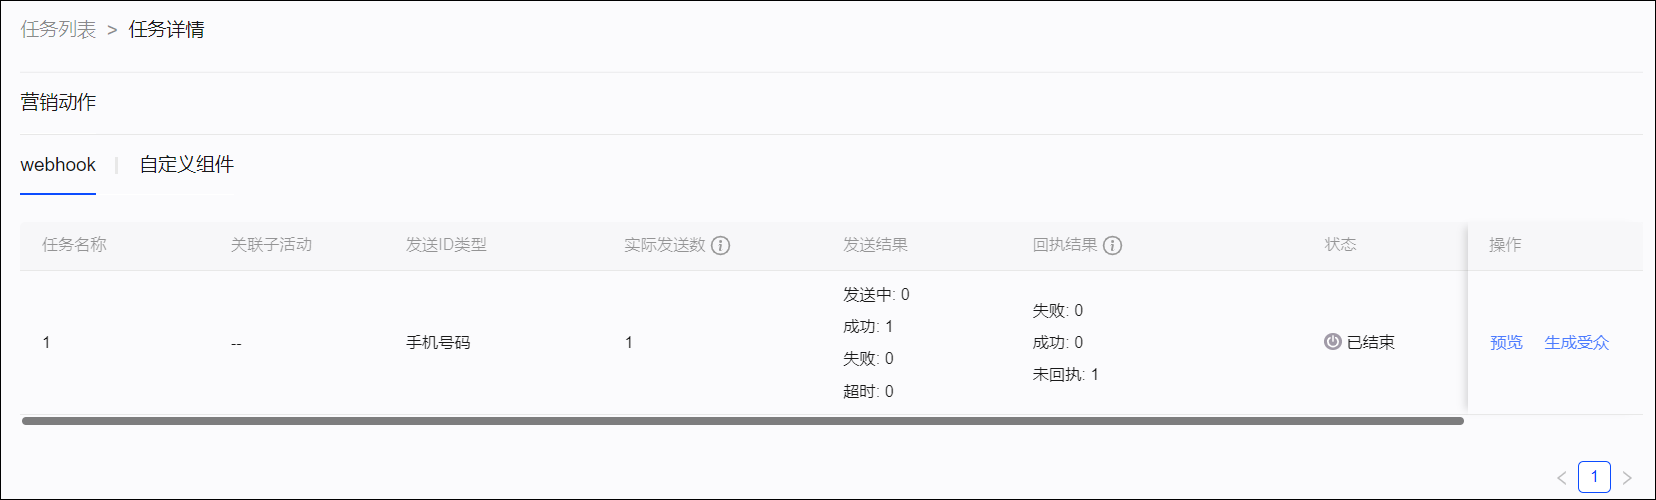 任务列表 > 任务详情
营销动作
webhook 自定义组件
任务名称 关联子活动 发送ID类型 实际发送数 发送结果 回执结果 状态 操作
1 -- 手机号码 1
发送中: 0
成功: 1
失败: 0
超时: 0
失败: 0
成功: 0
未回执: 1
已结束 预览 生成受众
< 1 >